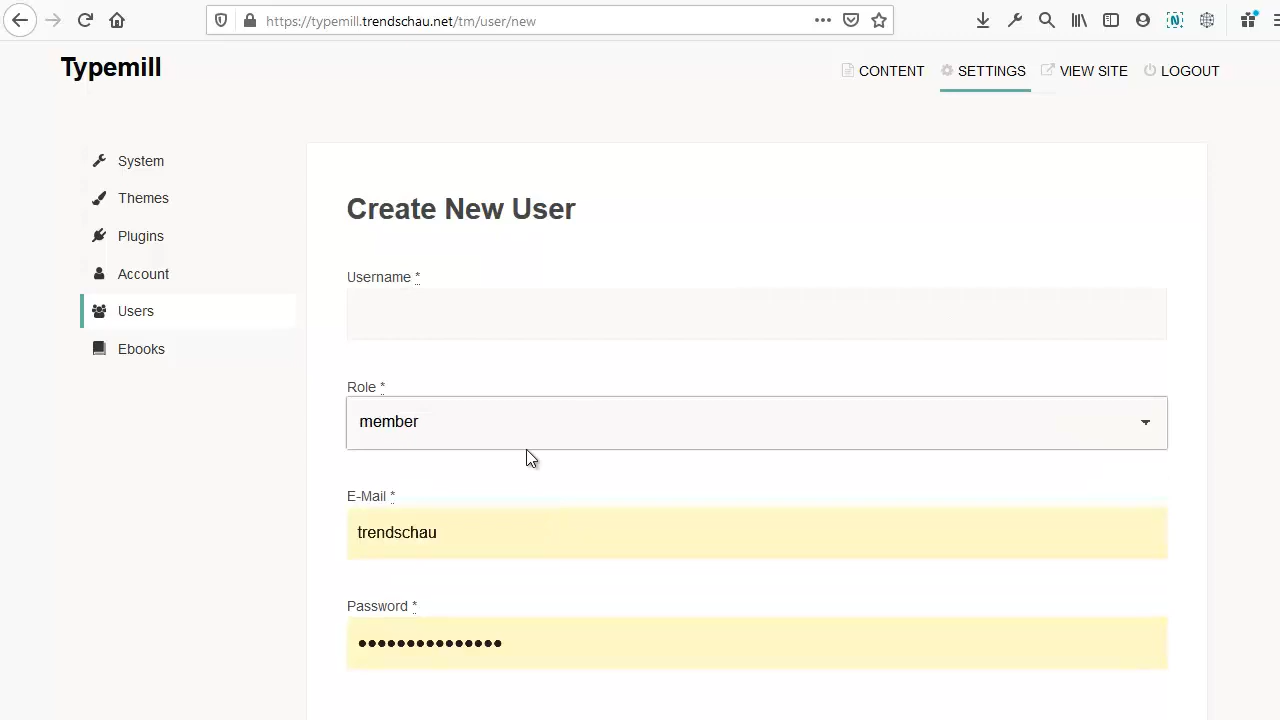 https://typemill.trendschau.net/tm/user/new
Typemill
CONTENT
SETTINGS
VIEW SITE
LOGOUT
System
Themes
Plugins
Account
Users
Ebooks
Create New User
Username *
Role *
member
E-Mail *
trendschau
Password *
●●●●●●●●●●●●●●●